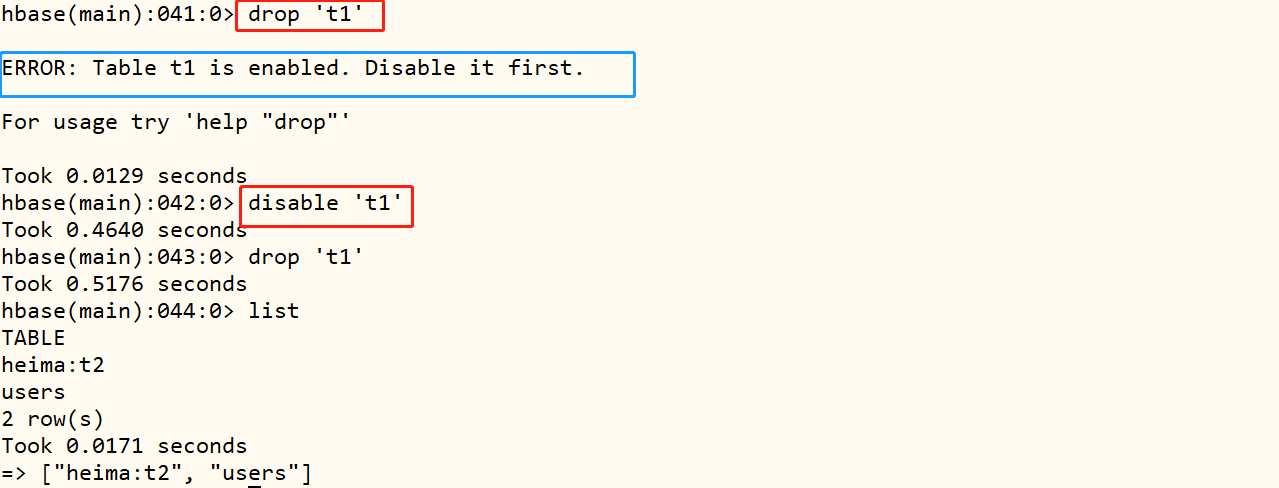 hbase(main):041:0> drop 't1'
ERROR: Table t1 is enabled. Disable it first.
For usage try 'help "drop"'
Took 0.0129 seconds
hbase(main):042:0> disable 't1'
Took 0.4640 seconds
hbase(main):043:0> drop 't1'
Took 0.5176 seconds
hbase(main):044:0> list
TABLE
heima:t2
users
2 row(s)
Took 0.0171 seconds
=> ["heima:t2", "users"]